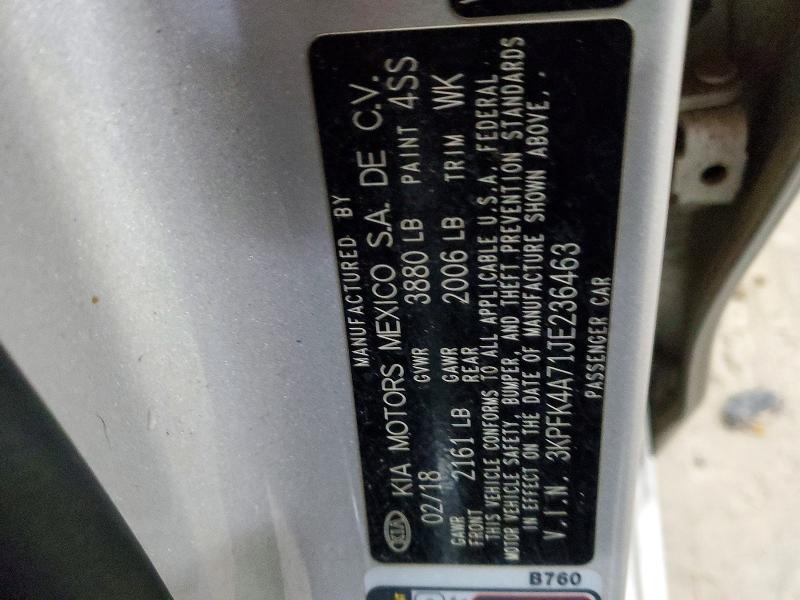 MANUFACTURED BY
KIA KIA MOTORS MEXICO S.A. DE C.V.
02/18 GVWR 3880 LB PAINT 4SS
GAWR FRONT 2161 LB GAWR REAR 2006 LB TRIM WK
THIS VEHICLE CONFORMS TO ALL APPLICABLE U.S.A. FEDERAL
MOTOR VEHICLE SAFETY, BUMPER, AND THEFT PREVENTION STANDARDS
IN EFFECT ON THE DATE OF MANUFACTURE SHOWN ABOVE,.
V.I.N. 3KPFK4A71JE236463
PASSENGER CAR
B760